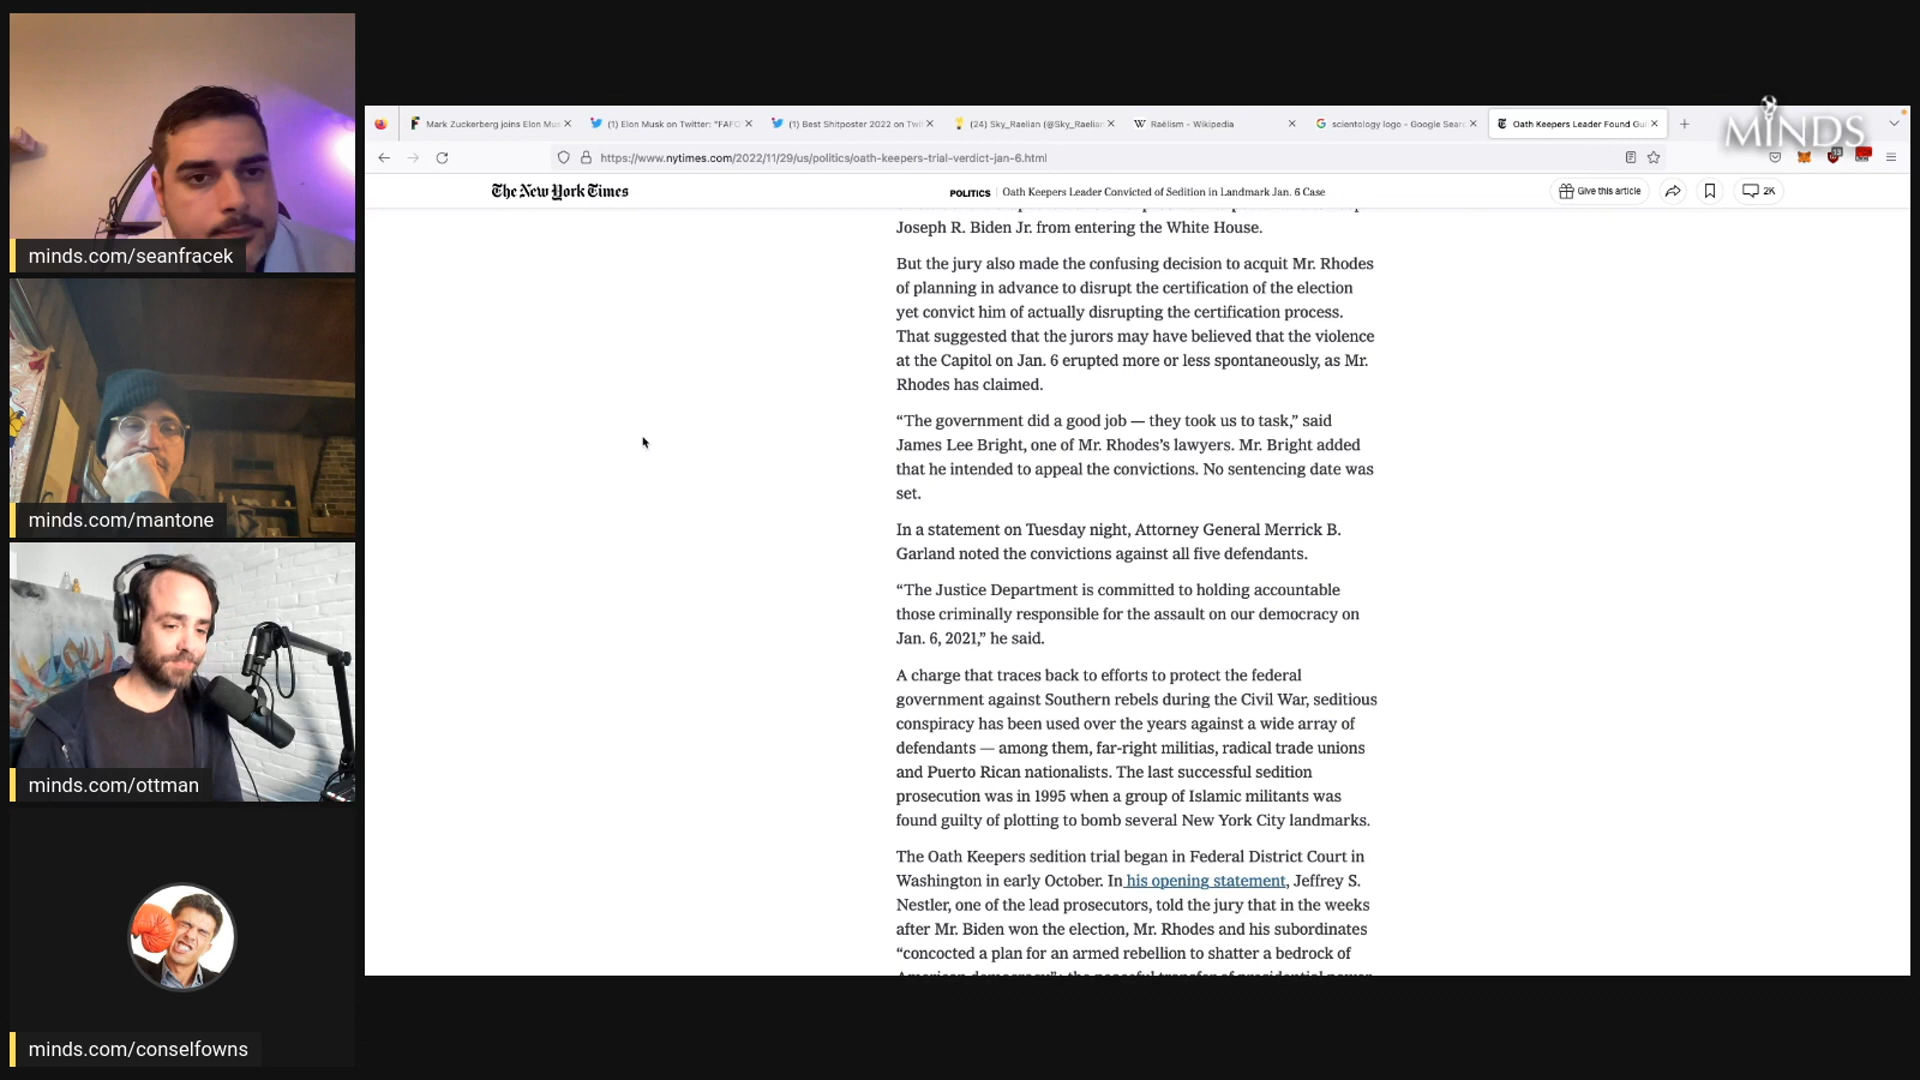 minds.com/seanfracek
minds.com/mantone
minds.com/ottman
minds.com/conselfowns
Mark Zuckerberg joins Elon Mus
(1) Elon Musk on Twitter: "FAFO
(1) Best Shitposter 2022 on Twi
(24) Sky_Raelian (@Sky_Raelian
Raëlism - Wikipedia
scientology logo - Google Searc
Oath Keepers Leader Found Gui
MINDS
https://www.nytimes.com/2022/11/29/us/politics/oath-keepers-trial-verdict-jan-6.html
13
The New York Times
POLITICS | Oath Keepers Leader Convicted of Sedition in Landmark Jan. 6 Case
Give this article
2K
Joseph R. Biden Jr. from entering the White House.
But the jury also made the confusing decision to acquit Mr. Rhodes
of planning in advance to disrupt the certification of the election
yet convict him of actually disrupting the certification process.
That suggested that the jurors may have believed that the violence
at the Capitol on Jan. 6 erupted more or less spontaneously, as Mr.
Rhodes has claimed.
“The government did a good job — they took us to task,” said
James Lee Bright, one of Mr. Rhodes’s lawyers. Mr. Bright added
that he intended to appeal the convictions. No sentencing date was
set.
In a statement on Tuesday night, Attorney General Merrick B.
Garland noted the convictions against all five defendants.
“The Justice Department is committed to holding accountable
those criminally responsible for the assault on our democracy on
Jan. 6, 2021,” he said.
A charge that traces back to efforts to protect the federal
government against Southern rebels during the Civil War, seditious
conspiracy has been used over the years against a wide array of
defendants — among them, far-right militias, radical trade unions
and Puerto Rican nationalists. The last successful sedition
prosecution was in 1995 when a group of Islamic militants was
found guilty of plotting to bomb several New York City landmarks.
The Oath Keepers sedition trial began in Federal District Court in
Washington in early October. In his opening statement, Jeffrey S.
Nestler, one of the lead prosecutors, told the jury that in the weeks
after Mr. Biden won the election, Mr. Rhodes and his subordinates
“concocted a plan for an armed rebellion to shatter a bedrock of
American democracy”: the peaceful transfer of presidential power